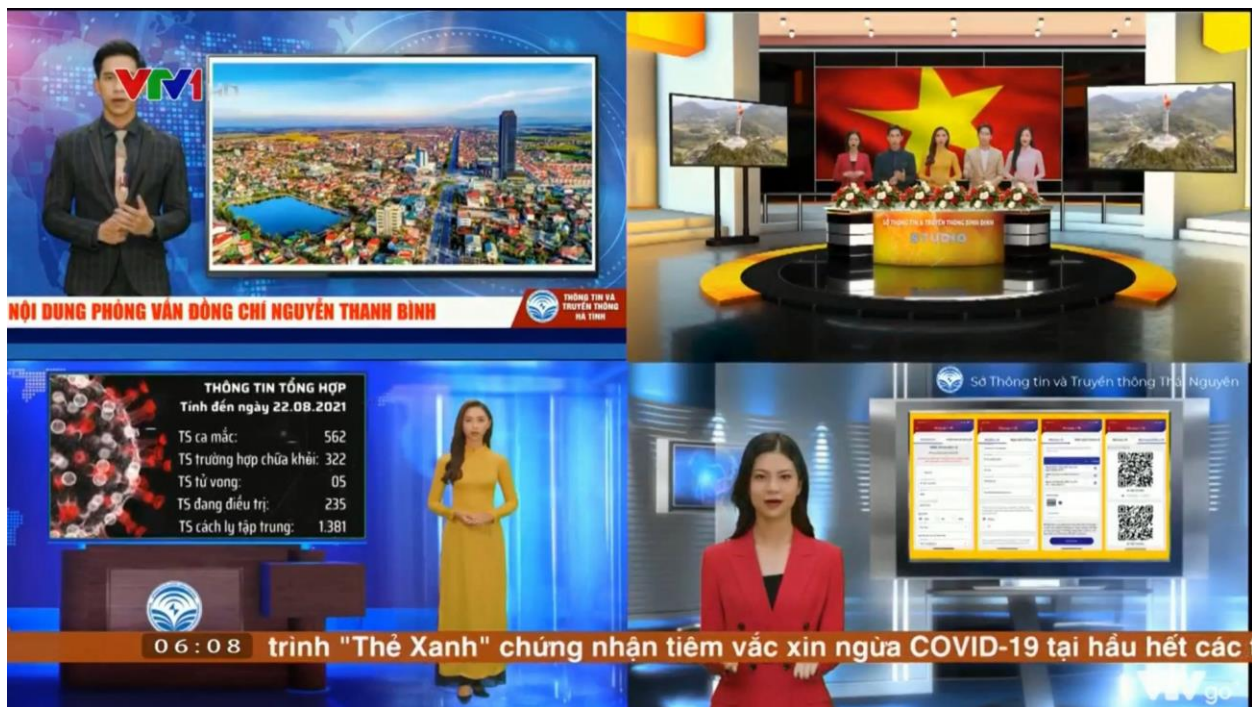 VTV1
HD
NỘI DUNG PHỎNG VẤN ĐỒNG CHÍ NGUYỄN THANH BÌNH
THÔNG TIN VÀ
TRUYỀN THÔNG
HÀ TĨNH
SỞ THÔNG TIN & TRUYỀN THÔNG BÌNH ĐỊNH
STUDIO
THÔNG TIN TỔNG HỢP
Tính đến ngày 22.08.2021
TS ca mắc: 562
TS trường hợp chữa khỏi: 322
TS tử vong: 05
TS đang điều trị: 235
TS cách ly tập trung: 1.381
Sở Thông tin và Truyền thông Thái Nguyên
06:08 trình "Thẻ Xanh" chứng nhận tiêm vắc xin ngừa COVID-19 tại hầu hết các
VTV go